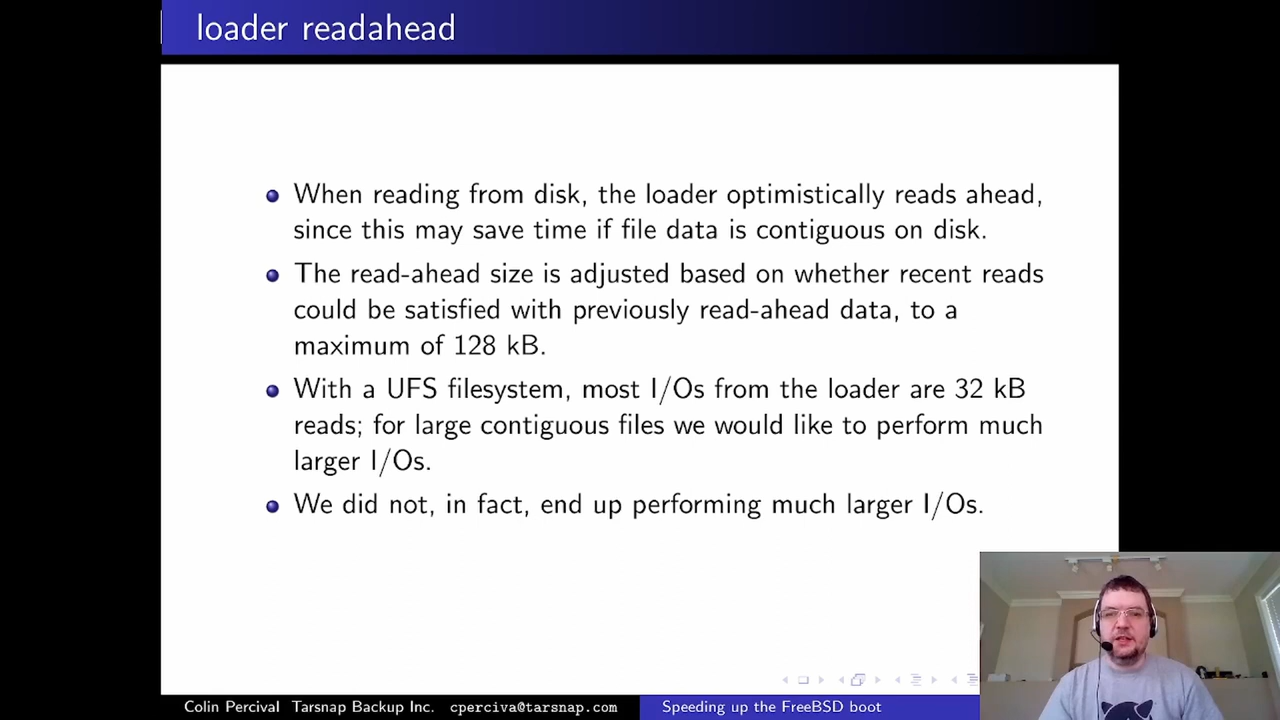 loader readahead
When reading from disk, the loader optimistically reads ahead,
since this may save time if file data is contiguous on disk.
The read-ahead size is adjusted based on whether recent reads
could be satisfied with previously read-ahead data, to a
maximum of 128 kB.
With a UFS filesystem, most I/Os from the loader are 32 kB
reads; for large contiguous files we would like to perform much
larger I/Os.
We did not, in fact, end up performing much larger I/Os.
Colin Percival Tarsnap Backup Inc. cperciva@tarsnap.com Speeding up the FreeBSD boot